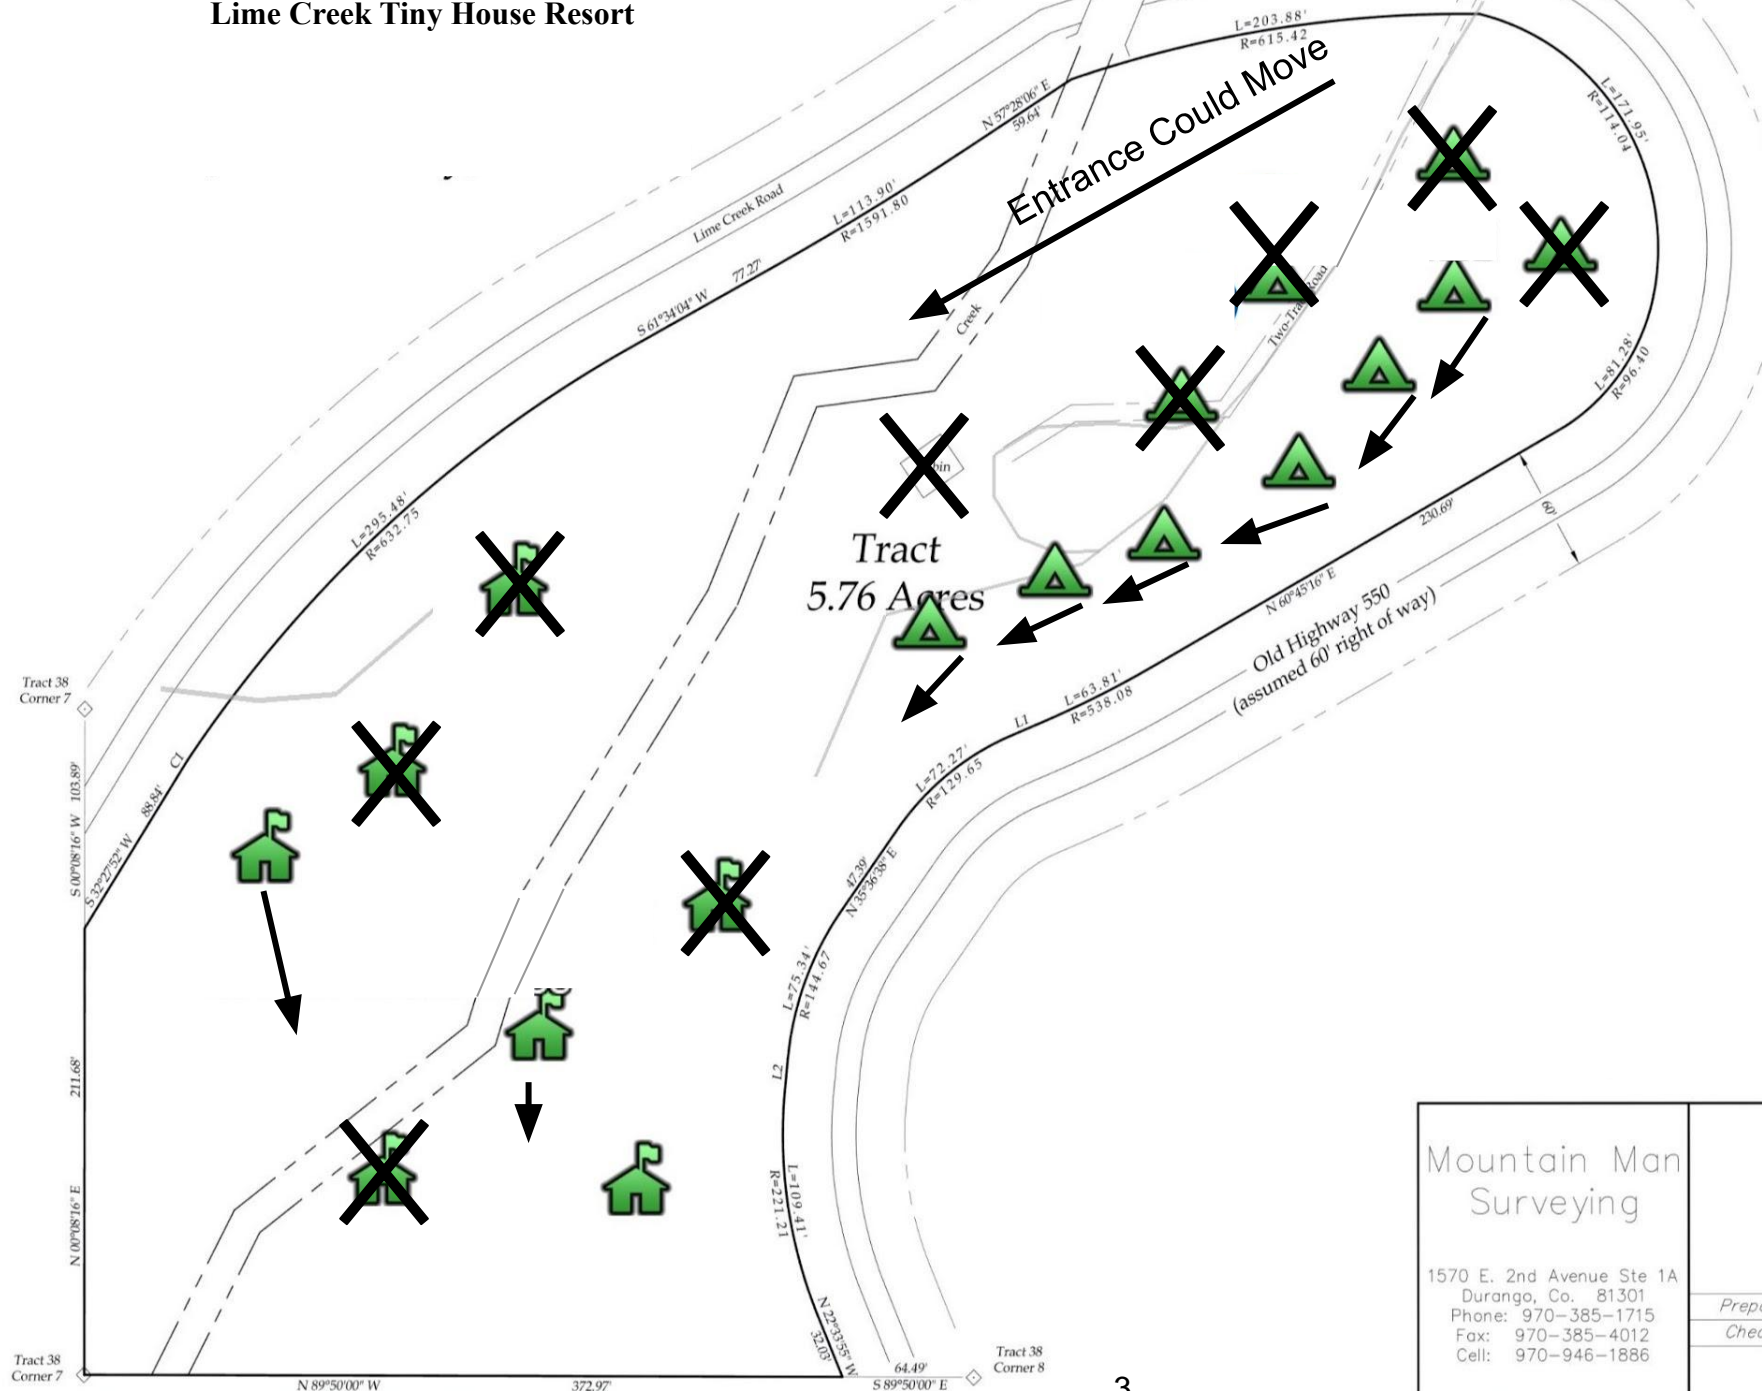 Lime Creek Tiny House Resort
L=203.88'
R=615.42
Entrance Could Move
N 57°28'06" E
59.64'
L=171.95'
R=114.04
Lime Creek Road
L=113.90'
R=1591.80
77.27'
S 61°34'04" W
Creek
Two-Track Road
L=81.28'
R=96.40
L=295.48'
R=632.75
Tract
5.76 Acres
230.69'
60'
N 60°45'16" E
Old Highway 550
(assumed 60' right of way)
Tract 38
Corner 7
L=63.81'
R=538.08
L1
L=72.27'
R=129.65
C1
88.84'
S 32°27'52" W
S 00°08'16" W 103.89'
47.39'
N 35°36'38" E
L=75.34'
R=144.67
L2
211.68'
N 00°08'16" E
L=109.41'
R=221.21
N 22°33'55" W
32.03'
Mountain Man
Surveying
1570 E. 2nd Avenue Ste 1A
Durango, Co. 81301
Phone: 970-385-1715
Fax: 970-385-4012
Cell: 970-946-1886
Tract 38
Corner 7
Tract 38
Corner 8
N 89°50'00" W
372.97'
64.49'
S 89°50'00" E
3